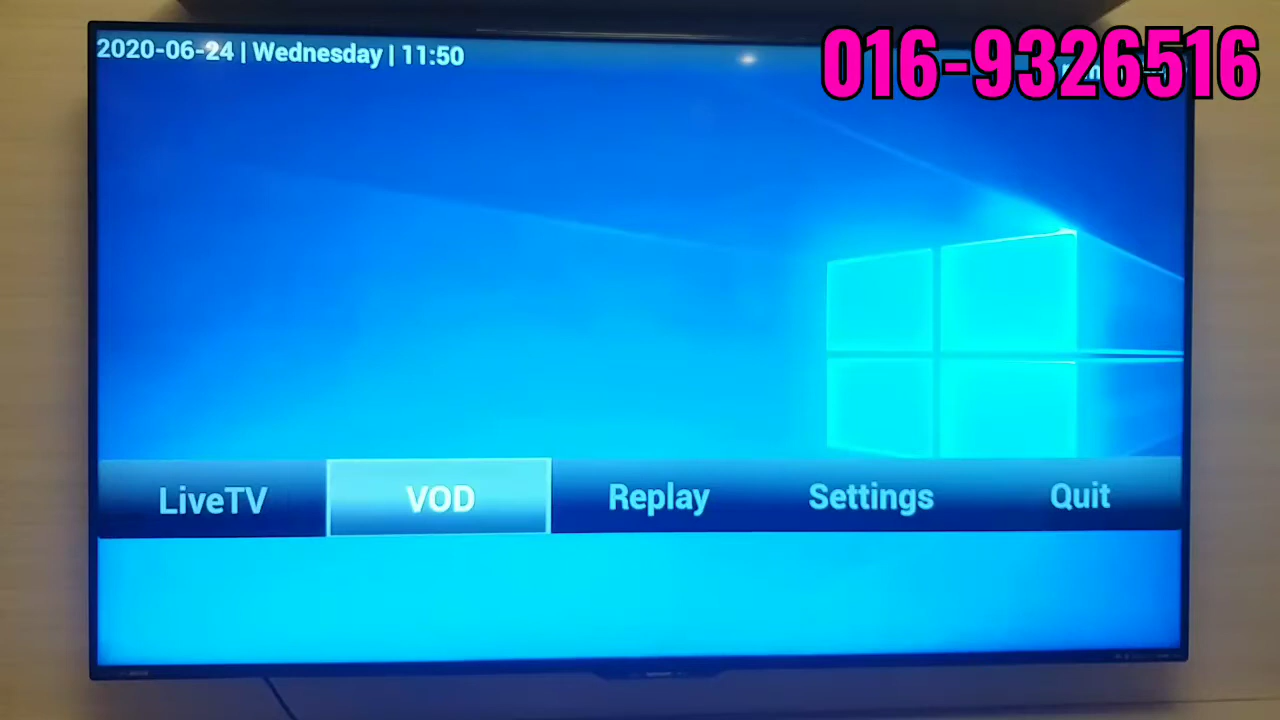 2020-06-24 | Wednesday | 11:50
016-9326516
LiveTV
VOD
Replay
Settings
Quit